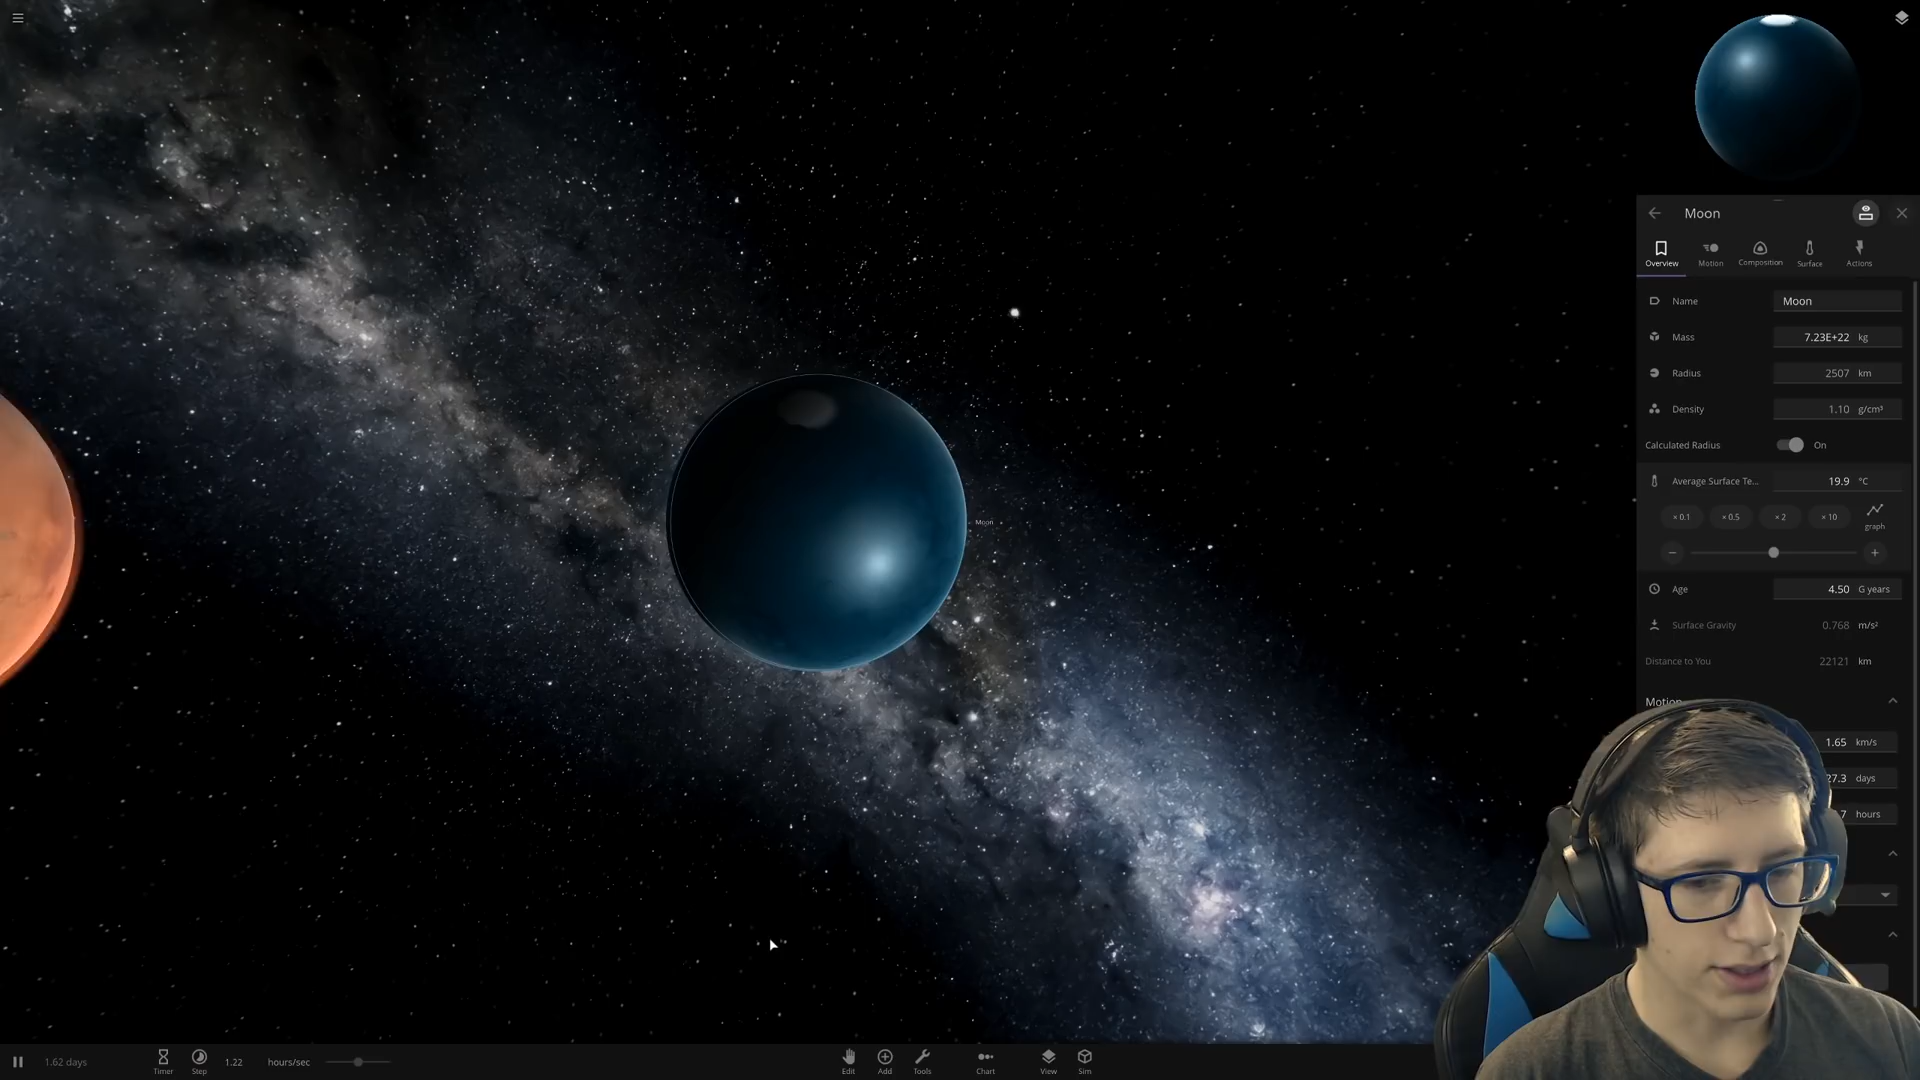 Moon
Overview
Motion
Composition
Surface
Actions
Name Moon
Mass 7.23E+22 kg
Radius 2507 km
Density 1.10 g/cm³
Calculated Radius On
Average Surface Te... 19.9 °C
× 0.1 × 0.5 × 2 × 10 graph
Age 4.50 G years
Surface Gravity 0.768 m/s²
Distance to You 22121 km
Motion
1.65 km/s
27.3 days
7 hours
Moon
1.62 days
Timer
Step
1.22 hours/sec
Edit
Add
Tools
Chart
View
Sim